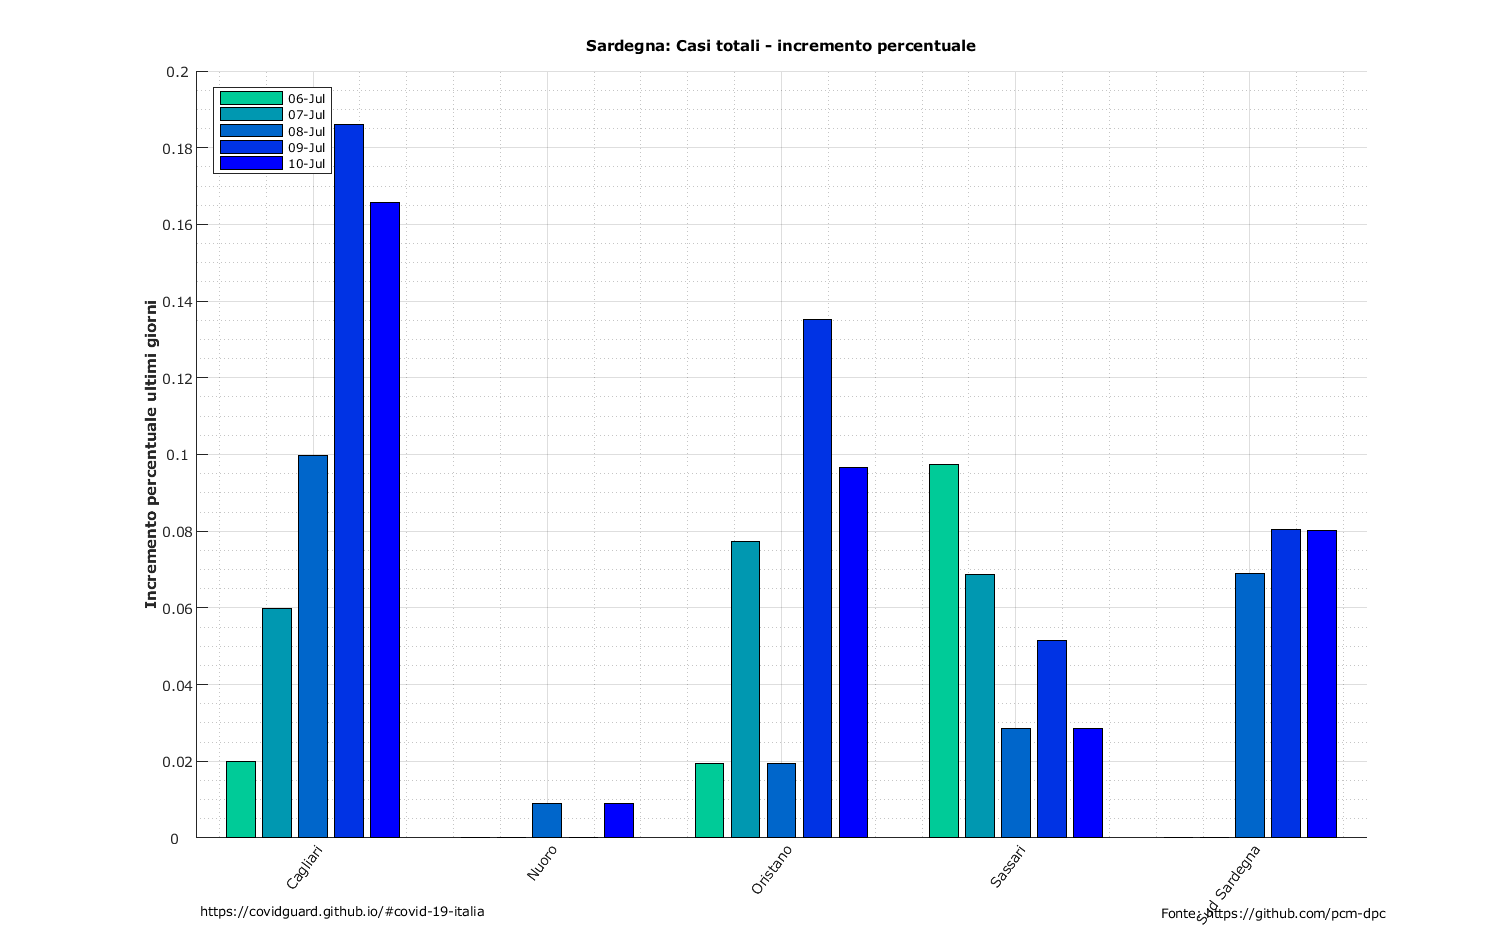 Sardegna: Casi totali - incremento percentuale
Incremento percentuale ultimi giorni
0.2
0.18
0.16
0.14
0.12
0.1
0.08
0.06
0.04
0.02
0
06-Jul
07-Jul
08-Jul
09-Jul
10-Jul
Cagliari
Nuoro
Oristano
Sassari
Sud Sardegna
https://covidguard.github.io/#covid-19-italia
Fonte: https://github.com/pcm-dpc